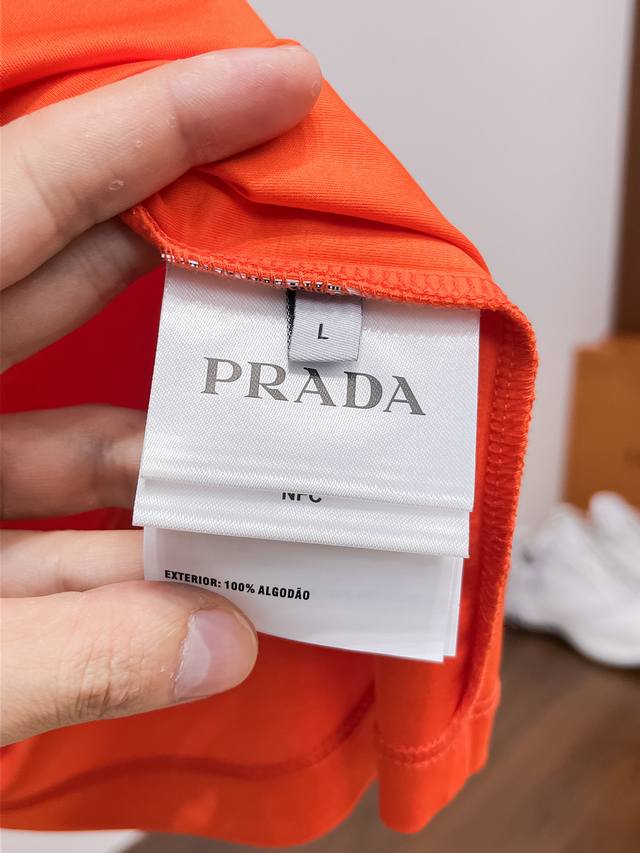 L
PRADA
NFC
EXTERIOR: 100% ALGODÃO